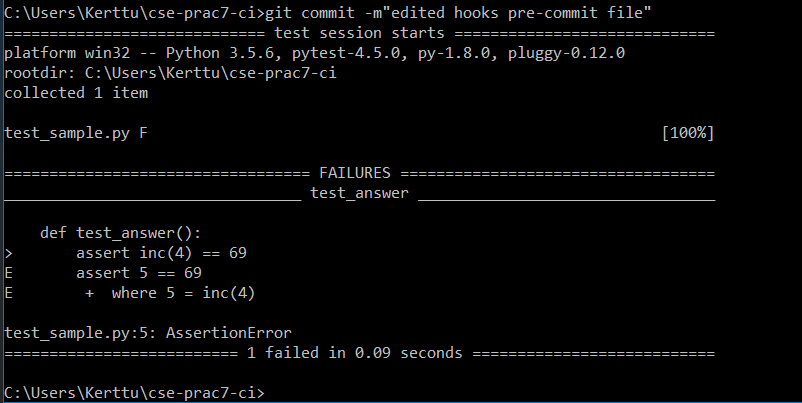 C:\Users\Kerttu\cse-prac7-ci>git commit -m"edited hooks pre-commit file"
============================= test session starts =============================
platform win32 -- Python 3.5.6, pytest-4.5.0, py-1.8.0, pluggy-0.12.0
rootdir: C:\Users\Kerttu\cse-prac7-ci
collected 1 item
test_sample.py F                                                         [100%]
================================== FAILURES ===================================
_________________________________ test_answer _________________________________
    def test_answer():
>       assert inc(4) == 69
E       assert 5 == 69
E        +  where 5 = inc(4)
test_sample.py:5: AssertionError
========================== 1 failed in 0.09 seconds ===========================
C:\Users\Kerttu\cse-prac7-ci>